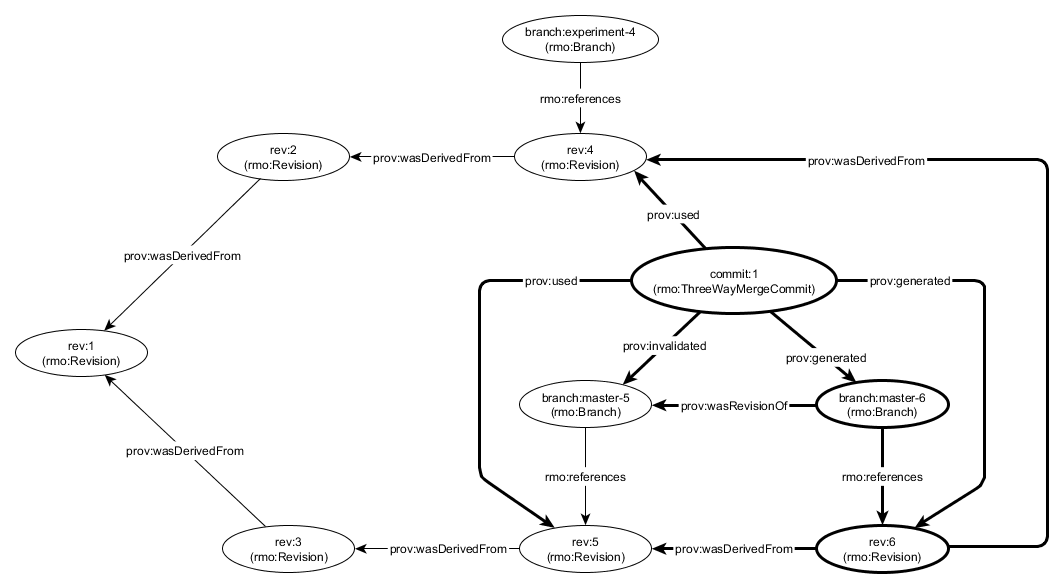 branch:experiment-4
(rmo:Branch)
rmo:references
rev:2
(rmo:Revision)
prov:wasDerivedFrom
rev:4
(rmo:Revision)
prov:wasDerivedFrom
prov:used
prov:wasDerivedFrom
commit:1
(rmo:ThreeWayMergeCommit)
prov:used
prov:generated
rev:1
(rmo:Revision)
prov:invalidated
prov:generated
branch:master-5
(rmo:Branch)
prov:wasRevisionOf
branch:master-6
(rmo:Branch)
prov:wasDerivedFrom
rmo:references
rmo:references
rev:3
(rmo:Revision)
prov:wasDerivedFrom
rev:5
(rmo:Revision)
prov:wasDerivedFrom
rev:6
(rmo:Revision)